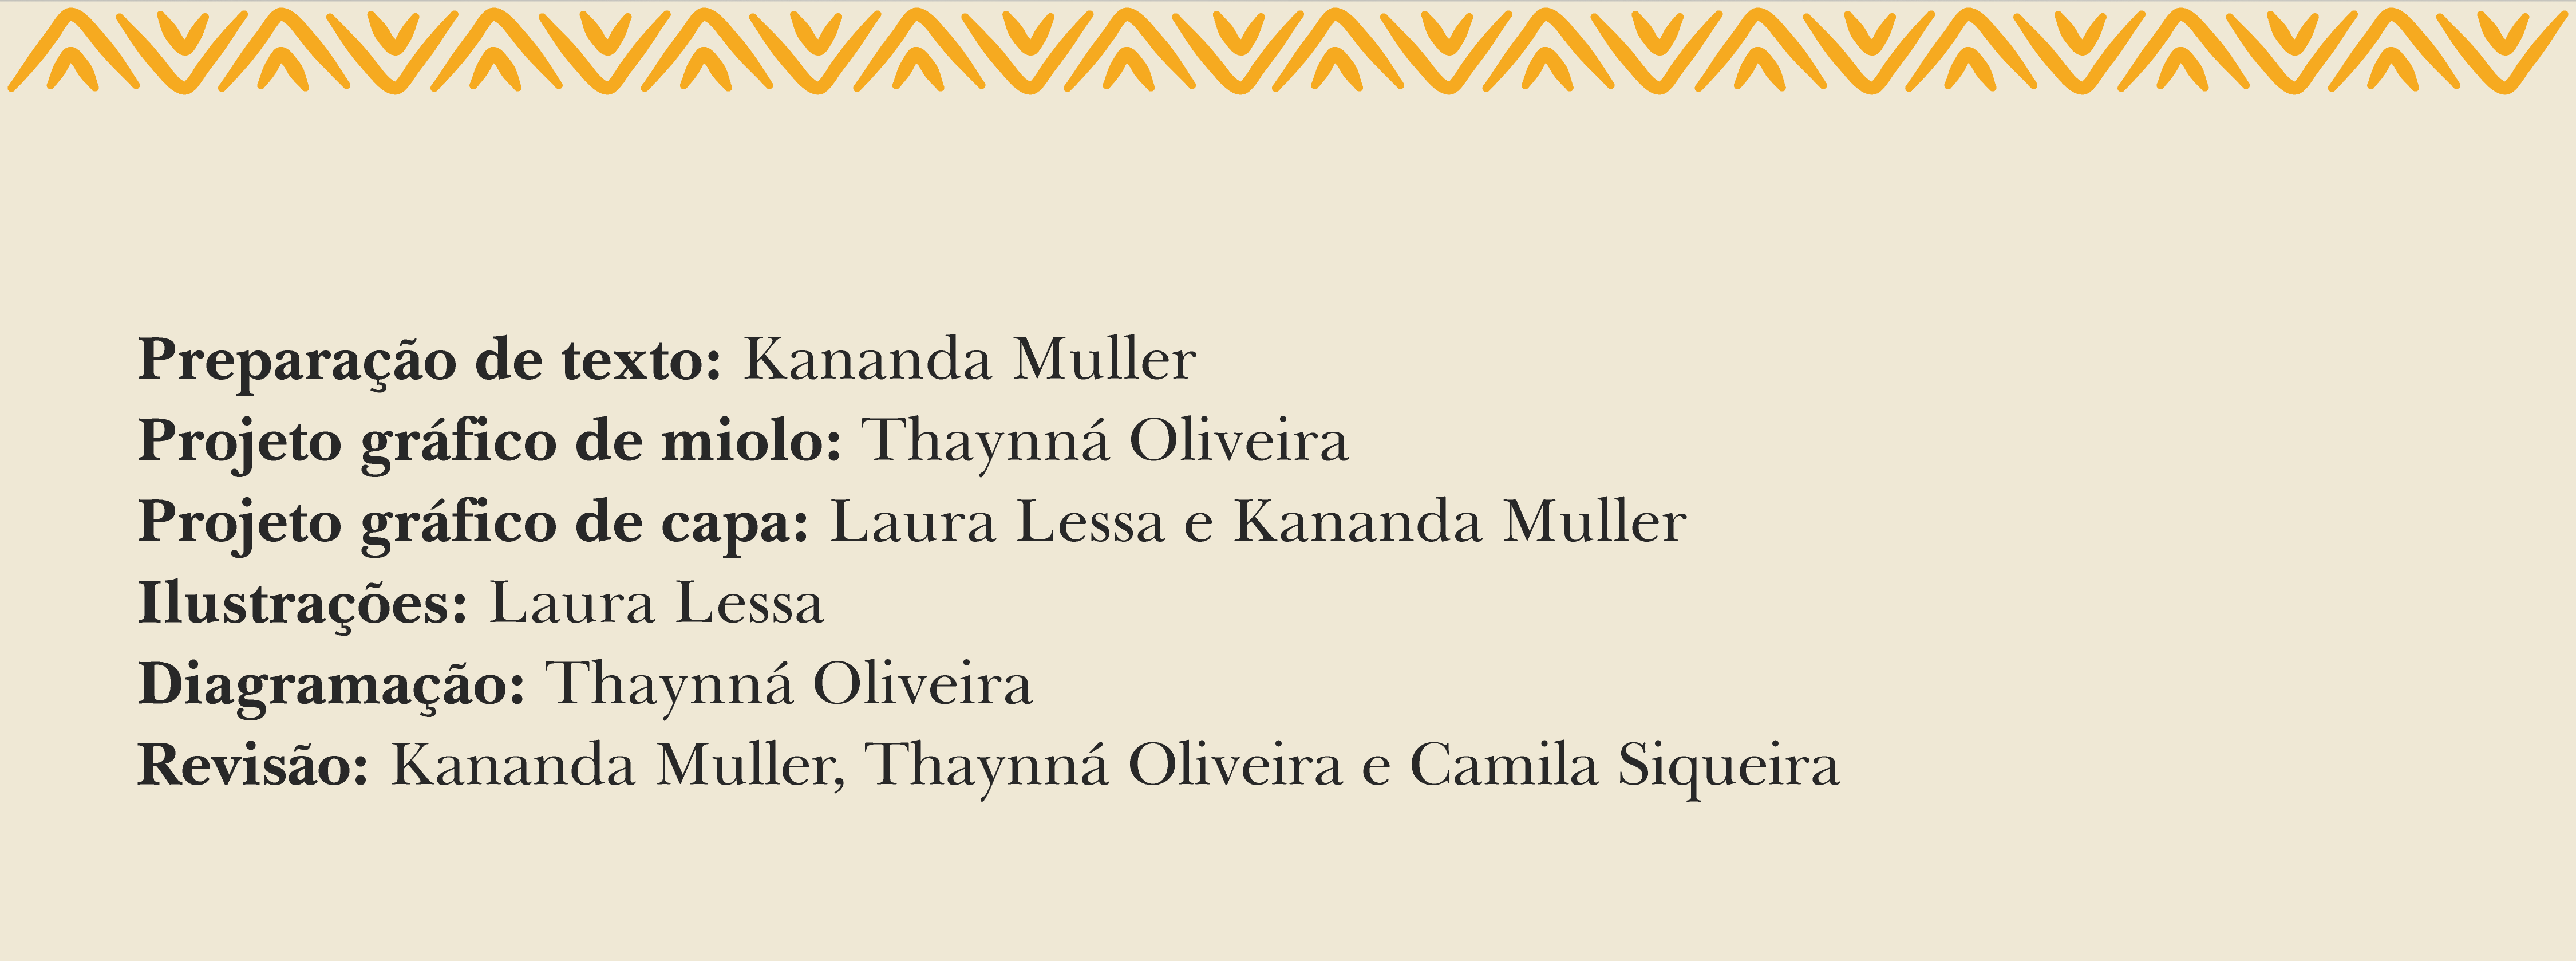 Preparação de texto: Kananda Muller
Projeto gráfico de miolo: Thaynná Oliveira
Projeto gráfico de capa: Laura Lessa e Kananda Muller
Ilustrações: Laura Lessa
Diagramação: Thaynná Oliveira
Revisão: Kananda Muller, Thaynná Oliveira e Camila Siqueira